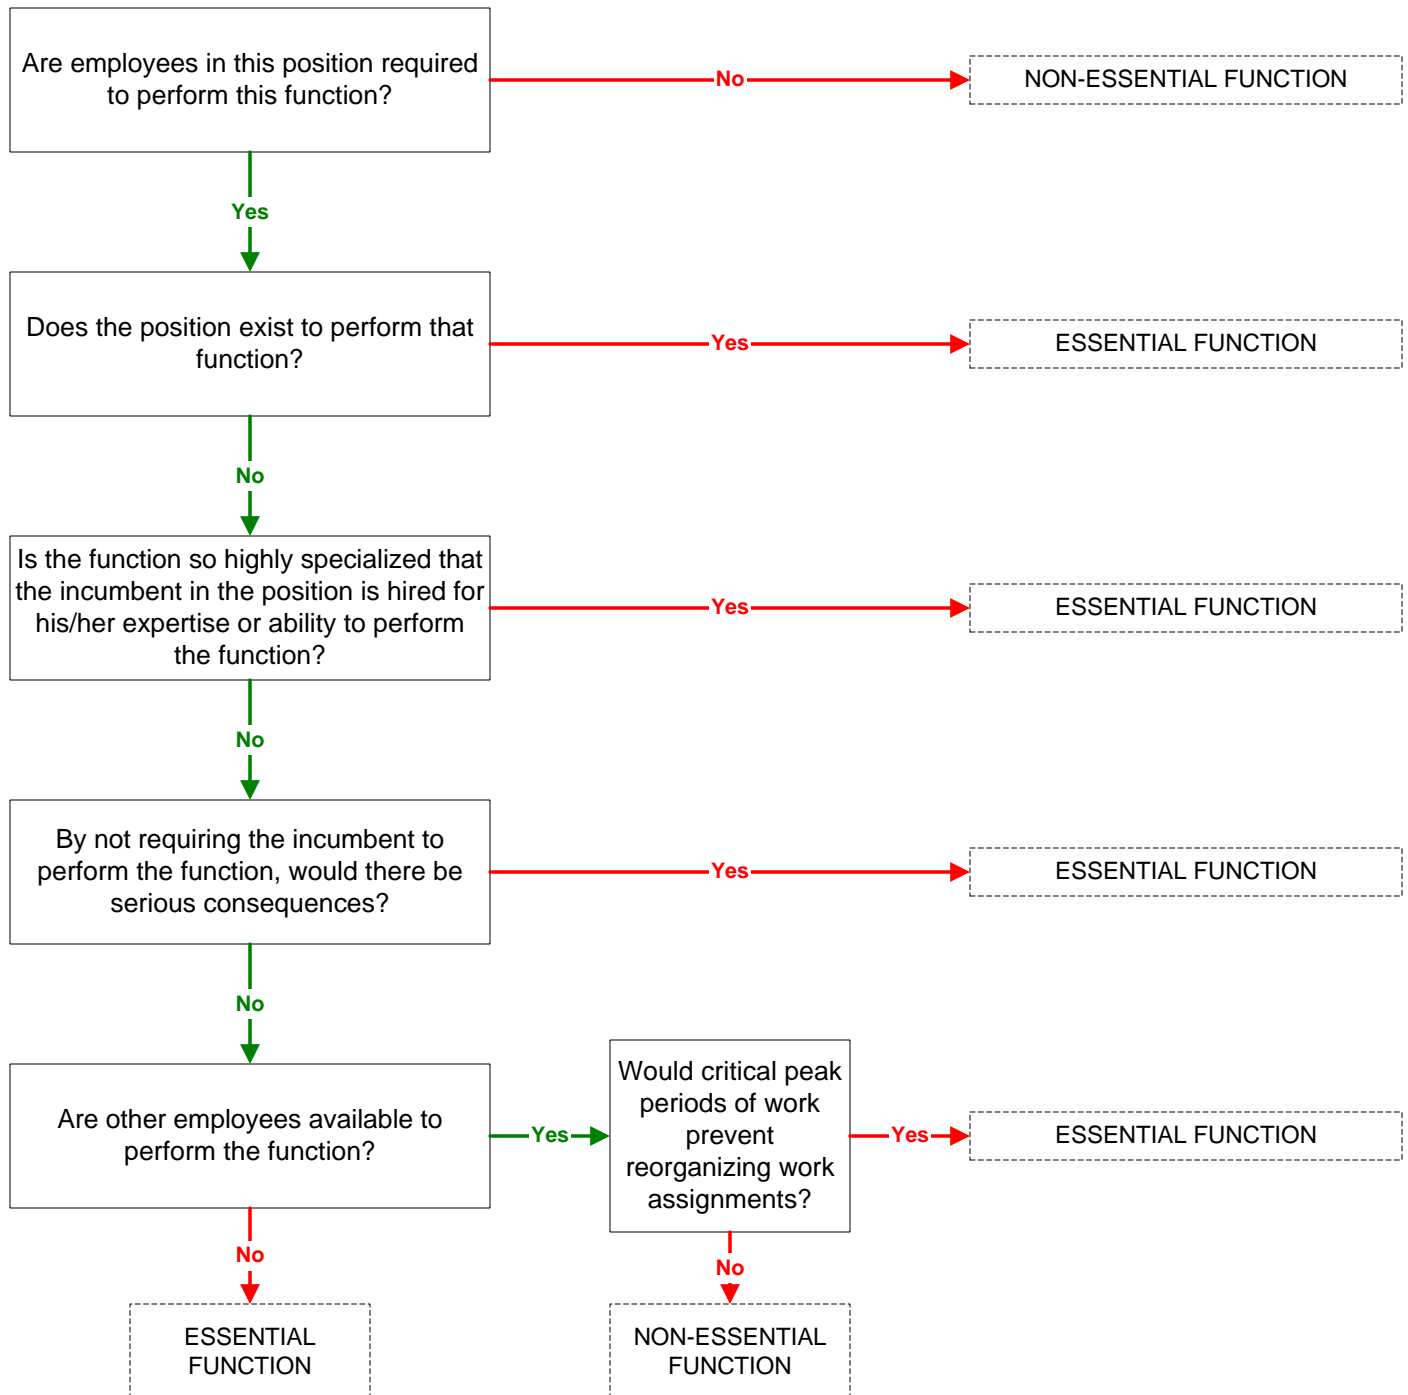 Are employees in this position required
to perform this function?
No
NON-ESSENTIAL FUNCTION
Yes
Does the position exist to perform that
function?
Yes
ESSENTIAL FUNCTION
No
Is the function so highly specialized that
the incumbent in the position is hired for
his/her expertise or ability to perform
the function?
Yes
ESSENTIAL FUNCTION
No
By not requiring the incumbent to
perform the function, would there be
serious consequences?
Yes
ESSENTIAL FUNCTION
No
Are other employees available to
perform the function?
Yes
Would critical peak
periods of work
prevent
reorganizing work
assignments?
Yes
ESSENTIAL FUNCTION
No
ESSENTIAL
FUNCTION
No
NON-ESSENTIAL
FUNCTION